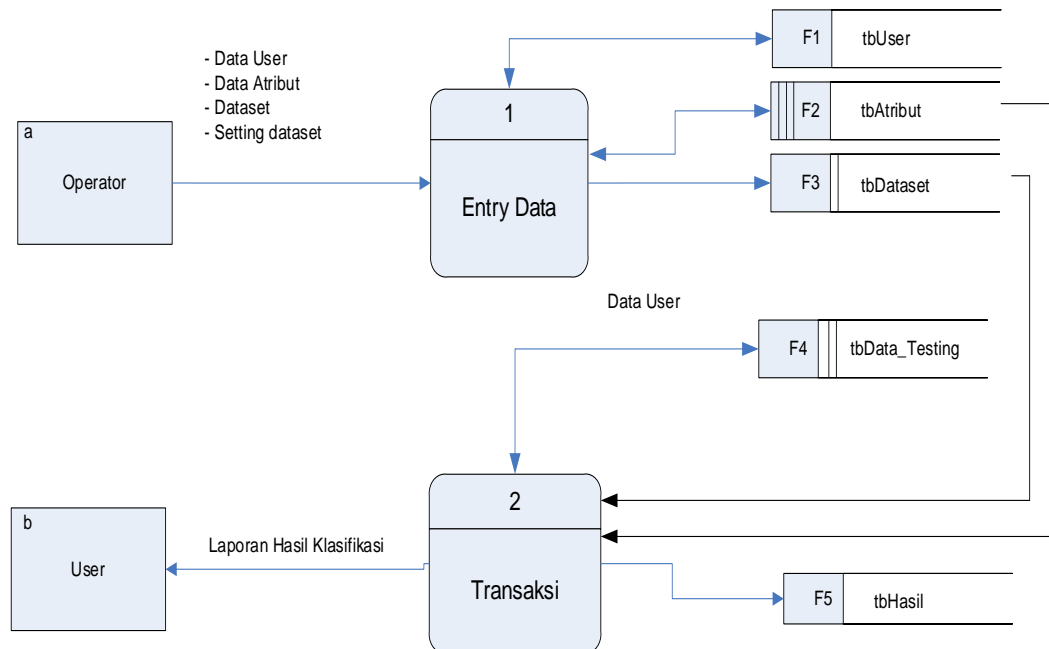 - Data User
- Data Atribut
- Dataset
- Setting dataset
a
Operator
1
Entry Data
F1 tbUser
F2 tbAtribut
F3 tbDataset
Data User
F4 tbData_Testing
b
User
Laporan Hasil Klasifikasi
2
Transaksi
F5 tbHasil